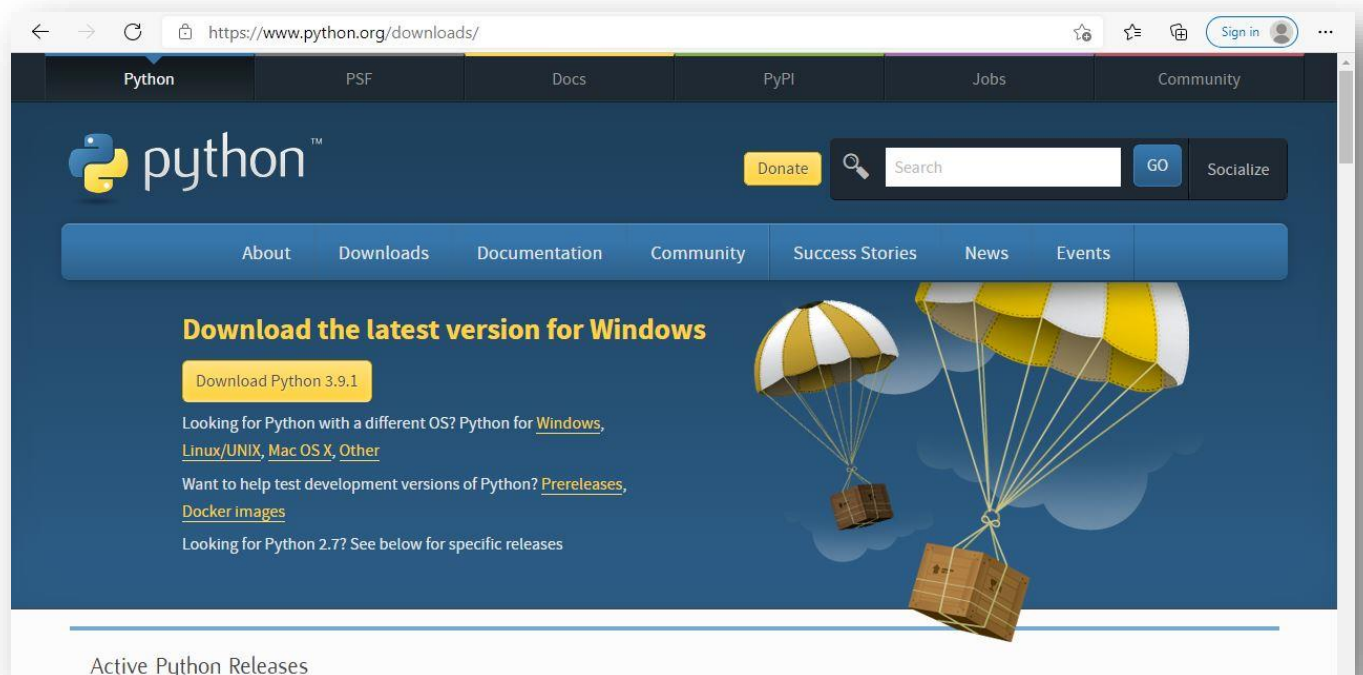 https://www.python.org/downloads/
Sign in
Python PSF Docs PyPI Jobs Community
python™
Donate Search GO Socialize
About Downloads Documentation Community Success Stories News Events
Download the latest version for Windows
Download Python 3.9.1
Looking for Python with a different OS? Python for Windows,
Linux/UNIX, Mac OS X, Other
Want to help test development versions of Python? Prereleases,
Docker images
Looking for Python 2.7? See below for specific releases
Active Python Releases